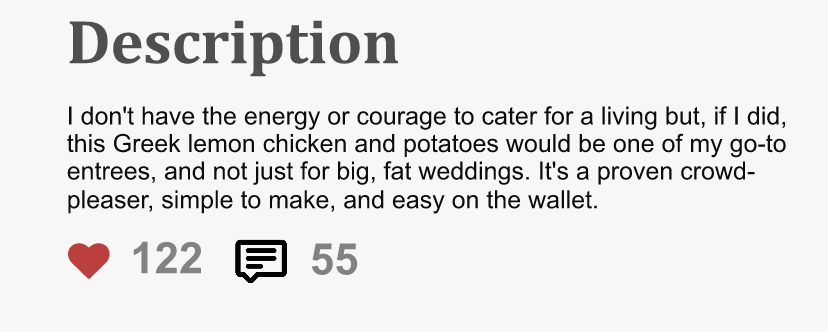 Description
I don't have the energy or courage to cater for a living but, if I did,
this Greek lemon chicken and potatoes would be one of my go-to
entrees, and not just for big, fat weddings. It's a proven crowd-
pleaser, simple to make, and easy on the wallet.
122 55